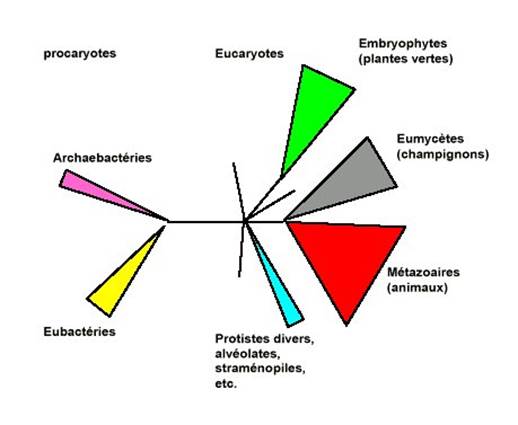 procaryotes
Eucaryotes
Embryophytes
(plantes vertes)
Eumycètes
(champignons)
Archaebactéries
Métazoaires
(animaux)
Eubactéries
Protistes divers,
alvéolates,
straménopiles,
etc.